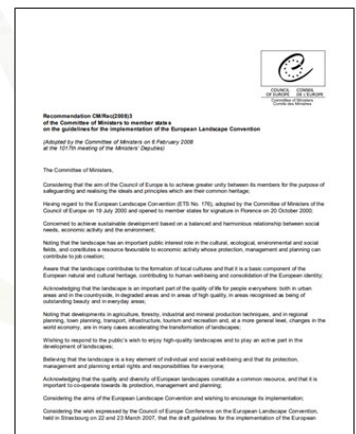 COUNCIL CONSEIL
OF EUROPE DE L'EUROPE
Committee of Ministers
Comité des Ministres
Recommendation CM/Rec(2008)3
of the Committee of Ministers to member states
on the guidelines for the implementation of the European Landscape Convention
(Adopted by the Committee of Ministers on 6 February 2008
at the 1017th meeting of the Ministers' Deputies)
The Committee of Ministers,
Considering that the aim of the Council of Europe is to achieve greater unity between its members for the purpose of
safeguarding and realising the ideals and principles which are their common heritage;
Having regard to the European Landscape Convention (ETS No. 176), adopted by the Committee of Ministers of the
Council of Europe on 19 July 2000 and opened to member states for signature in Florence on 20 October 2000;
Concerned to achieve sustainable development based on a balanced and harmonious relationship between social
needs, economic activity and the environment;
Noting that the landscape has an important public interest role in the cultural, ecological, environmental and social
fields, and constitutes a resource favourable to economic activity whose protection, management and planning can
contribute to job creation;
Aware that the landscape contributes to the formation of local cultures and that it is a basic component of the
European natural and cultural heritage, contributing to human well-being and consolidation of the European identity;
Acknowledging that the landscape is an important part of the quality of life for people everywhere: both in urban
areas and in the countryside, in degraded areas and in areas of high quality, in areas recognised as being of
outstanding beauty and in everyday areas;
Noting that developments in agriculture, forestry, industrial and mineral production techniques, and in regional
planning, town planning, transport, infrastructure, tourism and recreation and, at a more general level, changes in the
world economy, are in many cases accelerating the transformation of landscapes;
Wishing to respond to the public's wish to enjoy high-quality landscapes and to play an active part in the
development of landscapes;
Believing that the landscape is a key element of individual and social well-being and that its protection,
management and planning entail rights and responsibilities for everyone;
Acknowledging that the quality and diversity of European landscapes constitute a common resource, and that it is
important to co-operate towards its protection, management and planning;
Considering the aims of the European Landscape Convention and wishing to encourage its implementation;
Considering the wish expressed by the Council of Europe Conference on the European Landscape Convention,
held in Strasbourg on 22 and 23 March 2007, that the draft guidelines for the implementation of the European